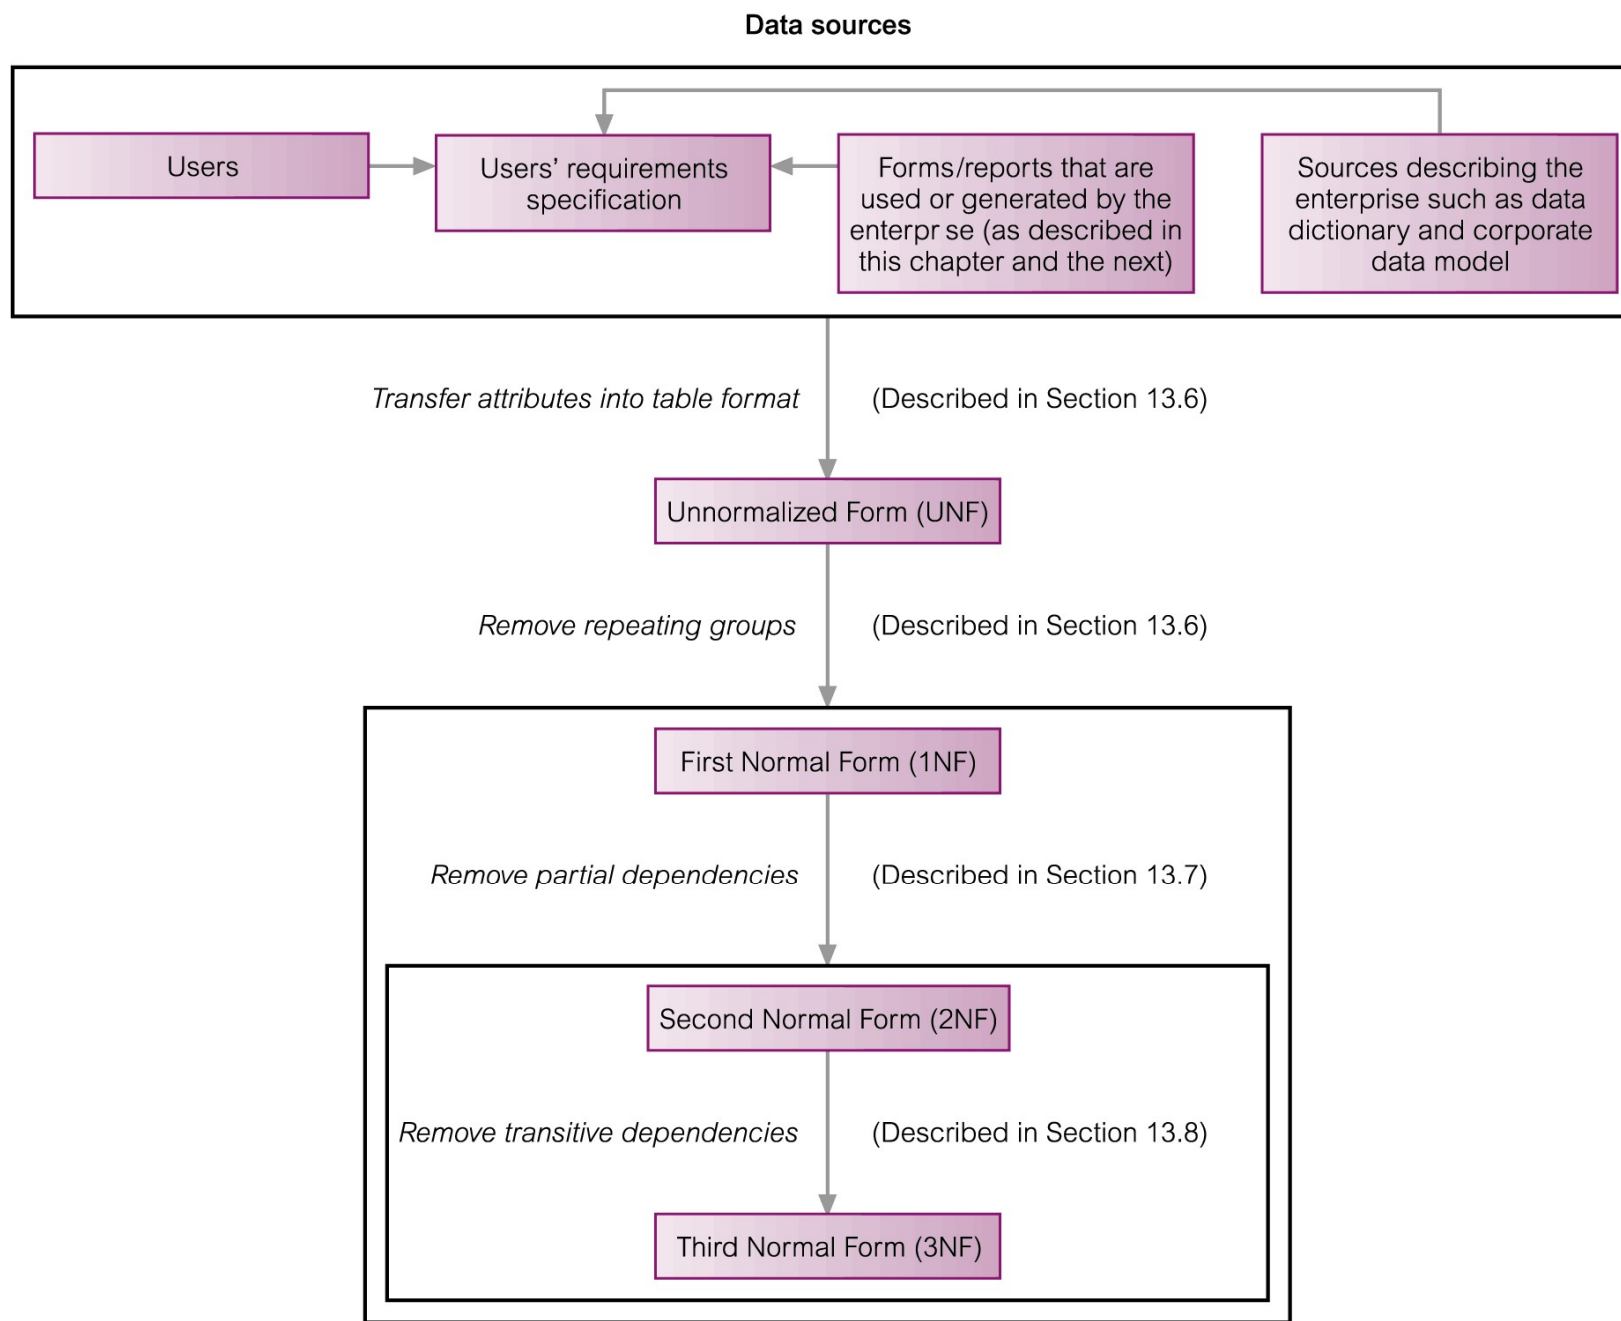 Data sources
Users
Users’ requirements
specification
Forms/reports that are
used or generated by the
enterpr se (as described in
this chapter and the next)
Sources describing the
enterprise such as data
dictionary and corporate
data model
Transfer attributes into table format
(Described in Section 13.6)
Unnormalized Form (UNF)
Remove repeating groups
(Described in Section 13.6)
First Normal Form (1NF)
Remove partial dependencies
(Described in Section 13.7)
Second Normal Form (2NF)
Remove transitive dependencies
(Described in Section 13.8)
Third Normal Form (3NF)